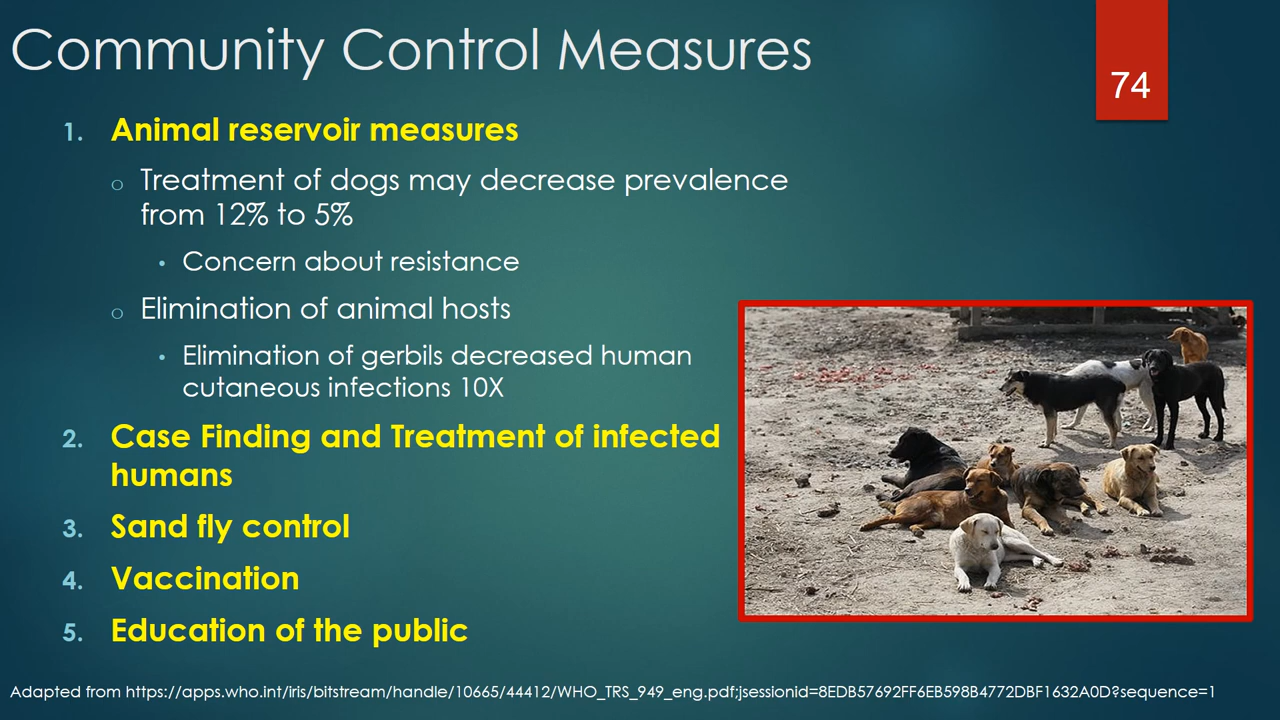 Community Control Measures
74
1. Animal reservoir measures
o Treatment of dogs may decrease prevalence
from 12% to 5%
• Concern about resistance
o Elimination of animal hosts
• Elimination of gerbils decreased human
cutaneous infections 10X
2. Case Finding and Treatment of infected
humans
3. Sand fly control
4. Vaccination
5. Education of the public
Adapted from https://apps.who.int/iris/bitstream/handle/10665/44412/WHO_TRS_949_eng.pdf;jsessionid=8EDB57692FF6EB598B4772DBF1632A0D?sequence=1